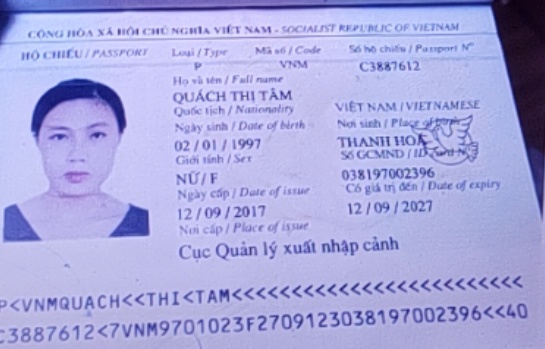 CỘNG HÒA XÃ HỘI CHỦ NGHĨA VIỆT NAM - SOCIALIST REPUBLIC OF VIETNAM
HỘ CHIẾU / PASSPORT Loại / Type Mã số / Code Số hộ chiếu / Passport Nº
P VNM C3887612
Họ và tên / Full name
QUÁCH THỊ TÂM
Quốc tịch / Nationality VIỆT NAM / VIETNAMESE
Ngày sinh / Date of birth Nơi sinh / Place of birth
02 / 01 / 1997 THANH HOÁ
Giới tính / Sex Số GCMND / ID Card Nº
NỮ / F 038197002396
Ngày cấp / Date of issue Có giá trị đến / Date of expiry
12 / 09 / 2017 12 / 09 / 2027
Nơi cấp / Place of issue
Cục Quản lý xuất nhập cảnh
P<VNMQUACH<<THI<TAM<<<<<<<<<<<<<<<<<<<<<<<<<
C3887612<7VNM9701023F2709123038197002396<<40